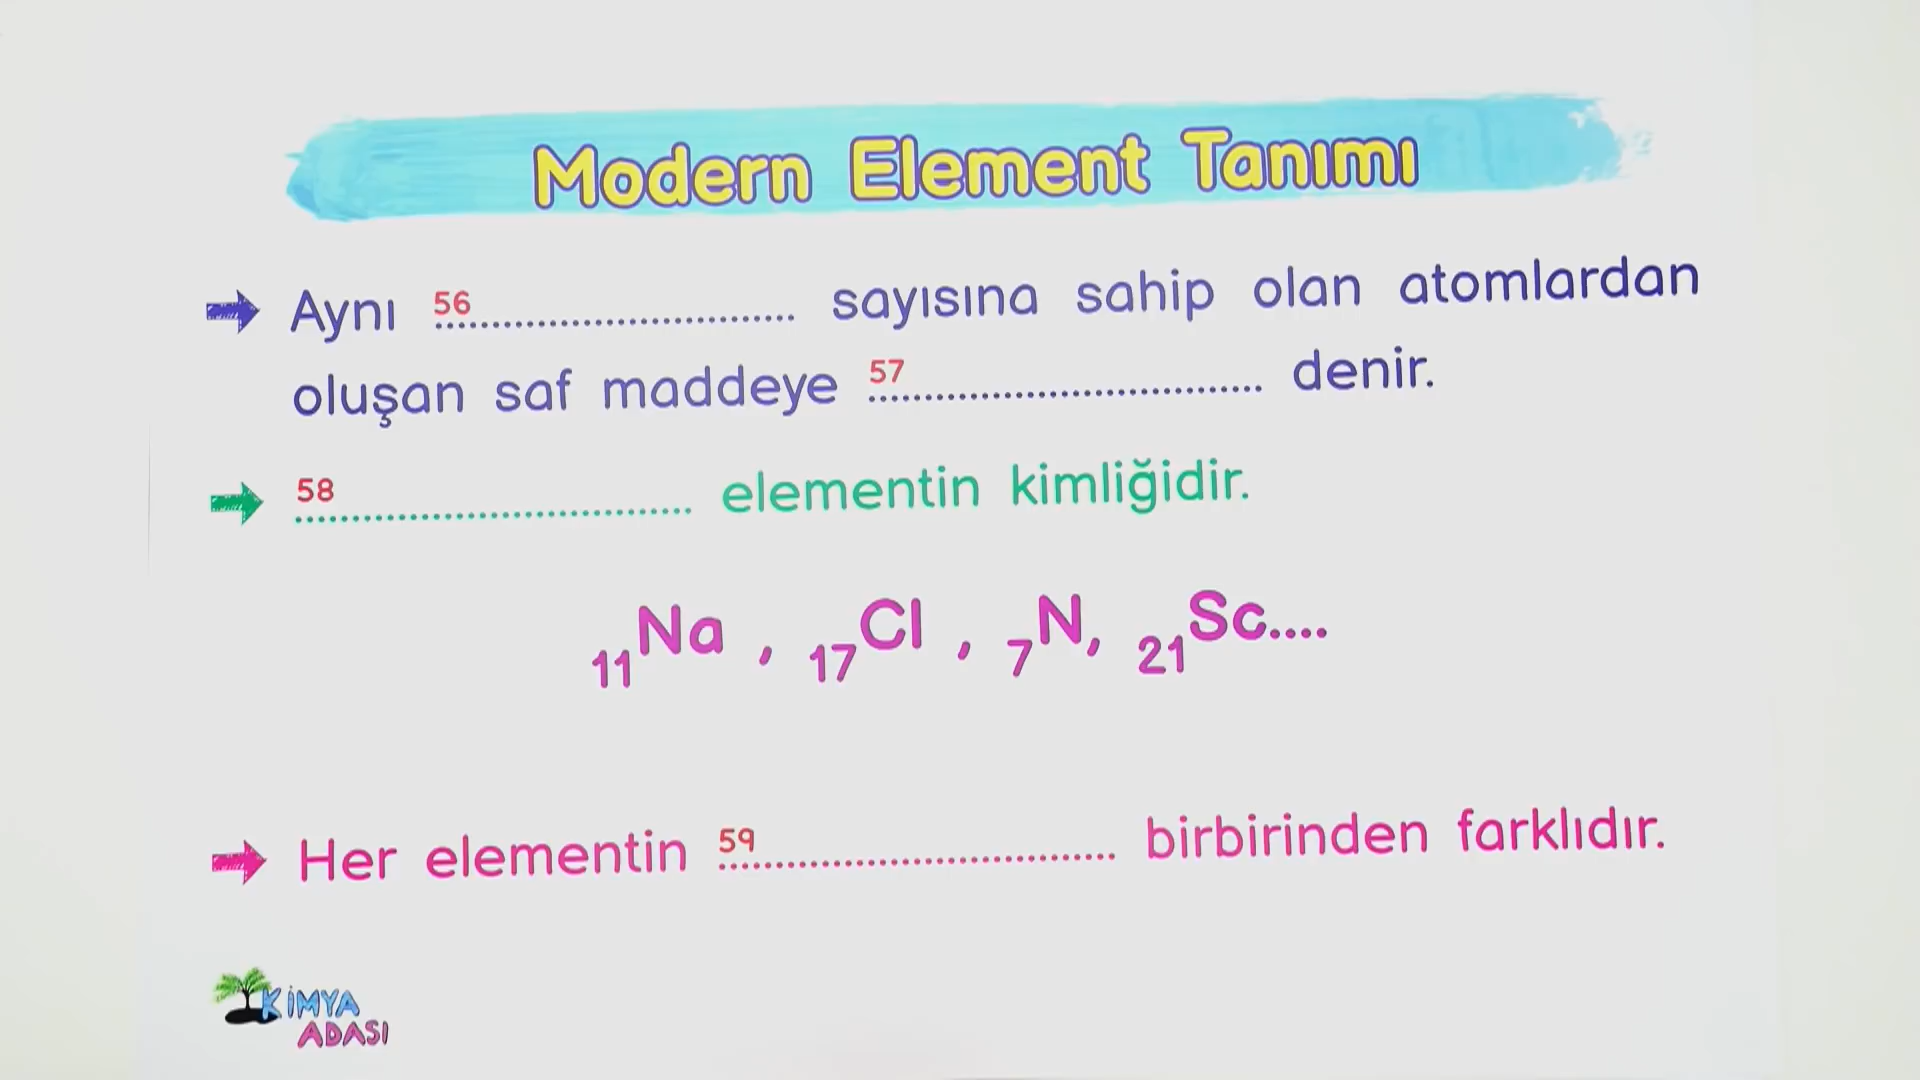 Modern Element Tanımı
Aynı 56 .................................. sayısına sahip olan atomlardan
oluşan saf maddeye 57 .................................. denir.
58 .................................. elementin kimliğidir.
11Na , 17Cl , 7N, 21Sc....
Her elementin 59 .................................. birbirinden farklıdır.
KİMYA
ADASI